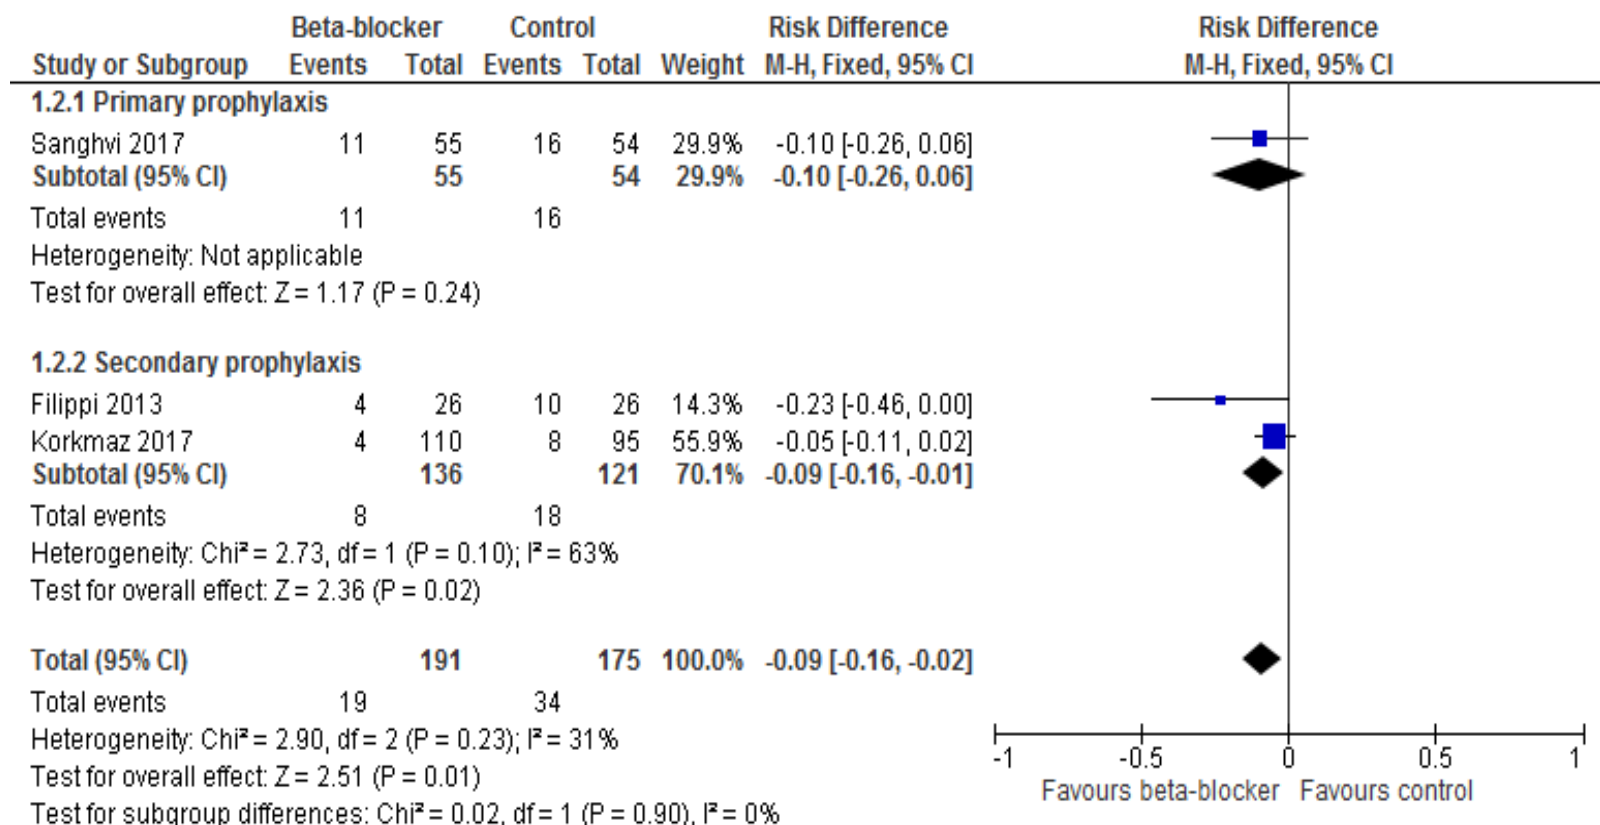 Beta-blocker Control Risk Difference Risk Difference
Study or Subgroup Events Total Events Total Weight M-H, Fixed, 95% CI M-H, Fixed, 95% CI
1.2.1 Primary prophylaxis
Sanghvi 2017 11 55 16 54 29.9% -0.10 [-0.26, 0.06]
Subtotal (95% CI) 55 54 29.9% -0.10 [-0.26, 0.06]
Total events 11 16
Heterogeneity: Not applicable
Test for overall effect: Z = 1.17 (P = 0.24)
1.2.2 Secondary prophylaxis
Filippi 2013 4 26 10 26 14.3% -0.23 [-0.46, 0.00]
Korkmaz 2017 4 110 8 95 55.9% -0.05 [-0.11, 0.02]
Subtotal (95% CI) 136 121 70.1% -0.09 [-0.16, -0.01]
Total events 8 18
Heterogeneity: Chi² = 2.73, df = 1 (P = 0.10); I² = 63%
Test for overall effect: Z = 2.36 (P = 0.02)
Total (95% CI) 191 175 100.0% -0.09 [-0.16, -0.02]
Total events 19 34
Heterogeneity: Chi² = 2.90, df = 2 (P = 0.23); I² = 31%
Test for overall effect: Z = 2.51 (P = 0.01)
Test for subgroup differences: Chi² = 0.02, df = 1 (P = 0.90), I² = 0%
-1 -0.5 0 0.5 1
Favours beta-blocker Favours control